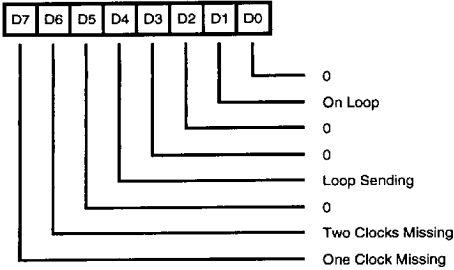 D7 D6 D5 D4 D3 D2 D1 D0
0
On Loop
0
0
Loop Sending
0
Two Clocks Missing
One Clock Missing